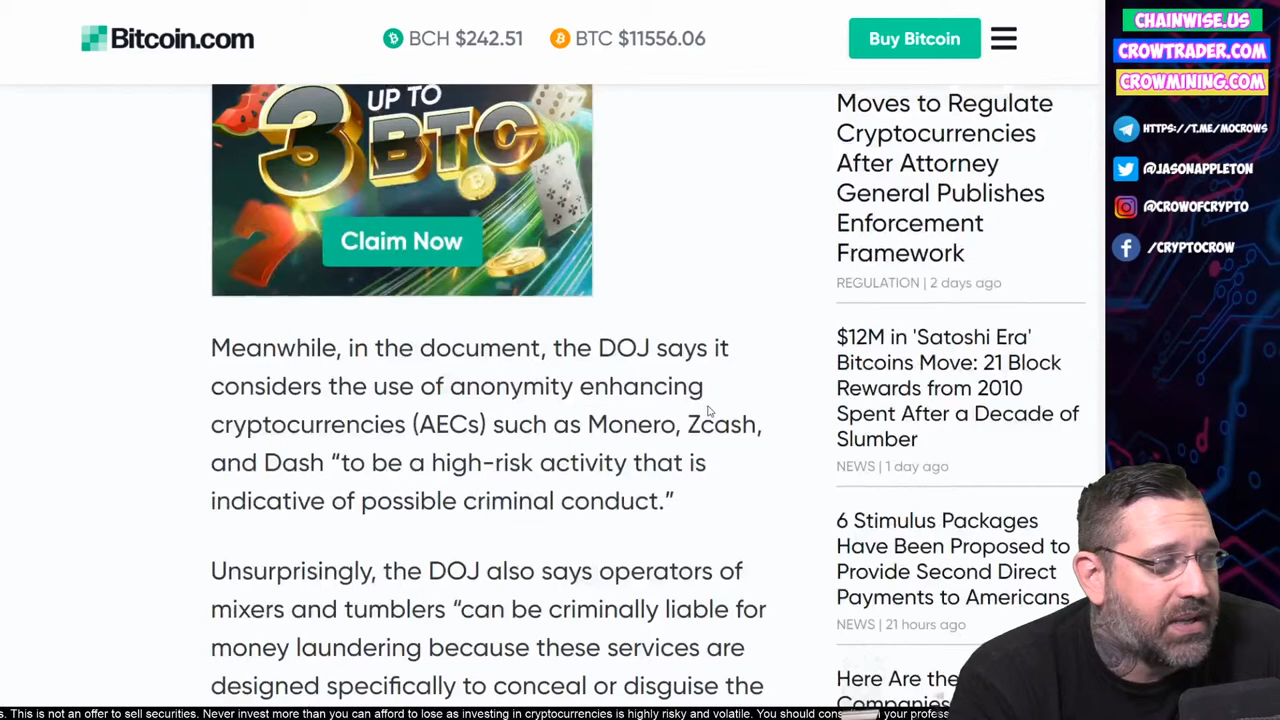 Bitcoin.com
BCH $242.51
BTC $11556.06
Buy Bitcoin
CHAINWISE.US
CROWTRADER.COM
CROWMINING.COM
HTTPS://T.ME/MOCROWS
@JASONAPPLETON
@CROWOFCRYPTO
/CRYPTOCROW
UP TO
3 BTC
Claim Now
Meanwhile, in the document, the DOJ says it
considers the use of anonymity enhancing
cryptocurrencies (AECs) such as Monero, Zcash,
and Dash “to be a high-risk activity that is
indicative of possible criminal conduct.”
Unsurprisingly, the DOJ also says operators of
mixers and tumblers “can be criminally liable for
money laundering because these services are
designed specifically to conceal or disguise the
Moves to Regulate
Cryptocurrencies
After Attorney
General Publishes
Enforcement
Framework
REGULATION | 2 days ago
$12M in 'Satoshi Era'
Bitcoins Move: 21 Block
Rewards from 2010
Spent After a Decade of
Slumber
NEWS | 1 day ago
6 Stimulus Packages
Have Been Proposed to
Provide Second Direct
Payments to Americans
NEWS | 21 hours ago
Here Are the
Companies
s. This is not an offer to sell securities. Never invest more than you can afford to lose as investing in cryptocurrencies is highly risky and volatile. You should